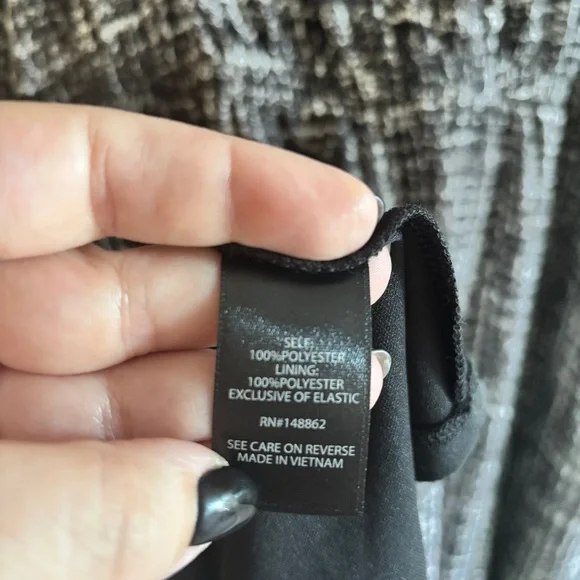 SELF:
100%POLYESTER
LINING:
100%POLYESTER
EXCLUSIVE OF ELASTIC
RN#148862
SEE CARE ON REVERSE
MADE IN VIETNAM